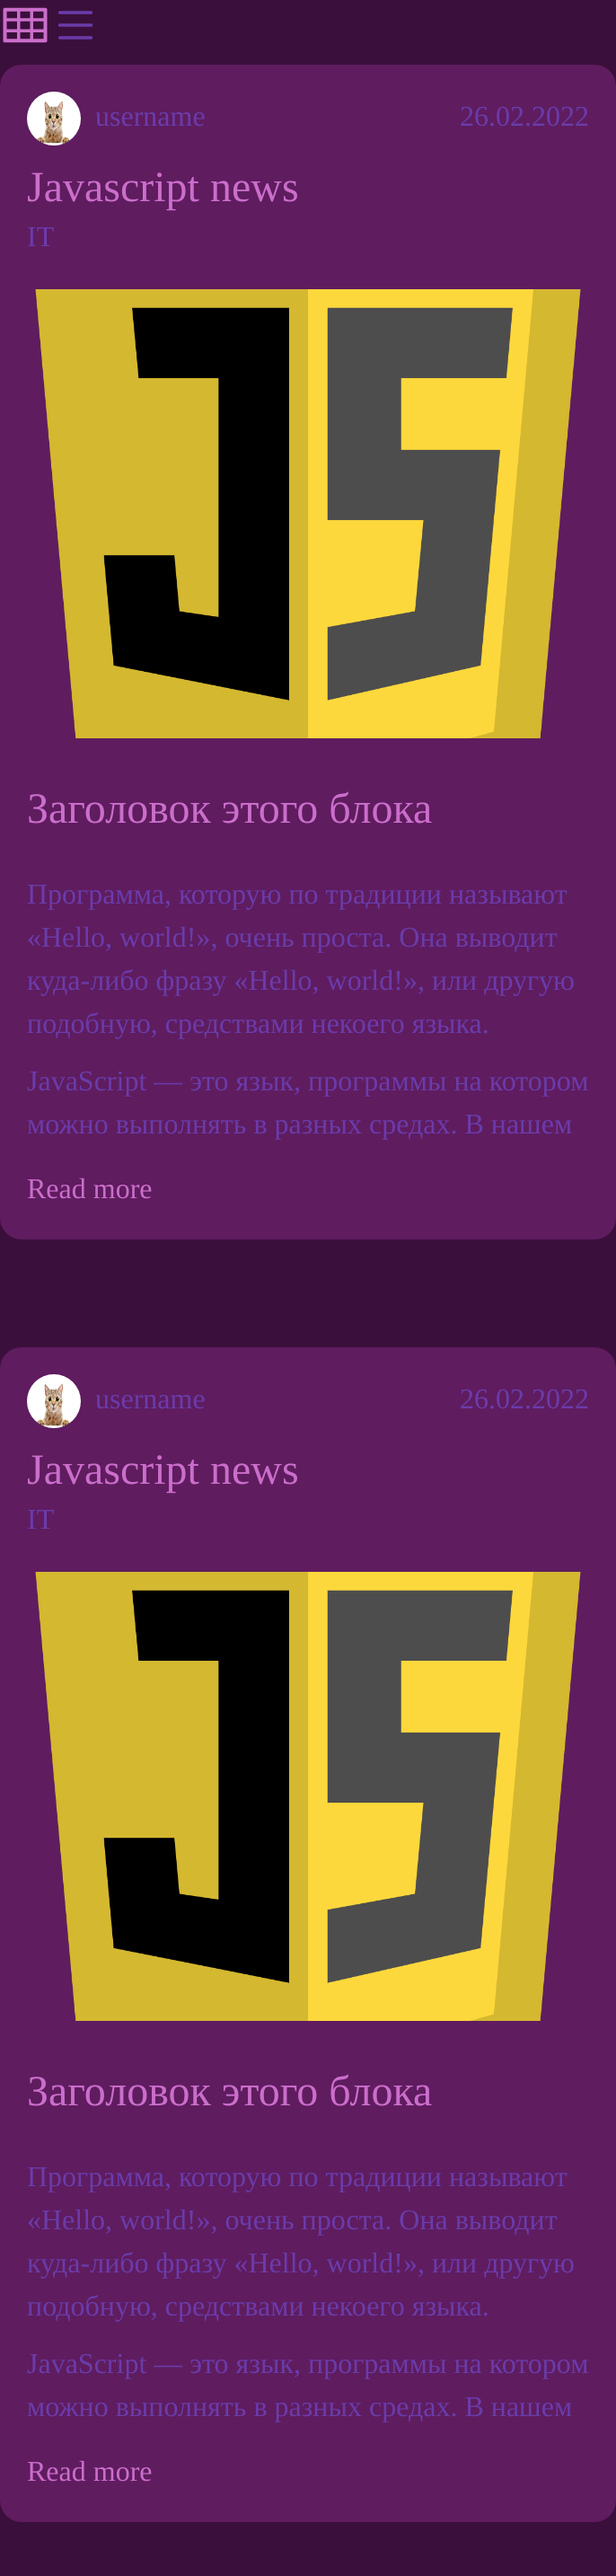 username 26.02.2022
Javascript news
IT
JS
Заголовок этого блока
Программа, которую по традиции называют
«Hello, world!», очень проста. Она выводит
куда-либо фразу «Hello, world!», или другую
подобную, средствами некоего языка.
JavaScript — это язык, программы на котором
можно выполнять в разных средах. В нашем
Read more
username 26.02.2022
Javascript news
IT
JS
Заголовок этого блока
Программа, которую по традиции называют
«Hello, world!», очень проста. Она выводит
куда-либо фразу «Hello, world!», или другую
подобную, средствами некоего языка.
JavaScript — это язык, программы на котором
можно выполнять в разных средах. В нашем
Read more